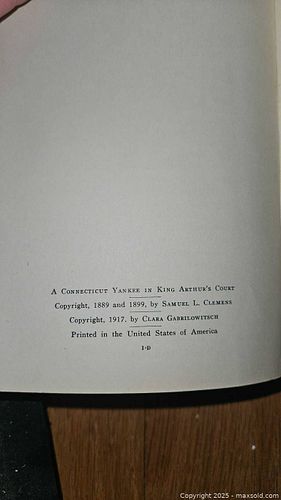 A Connecticut Yankee in King Arthur's Court
Copyright, 1889 and 1899, by Samuel L. Clemens
Copyright, 1917, by Clara Gabrilowitsch
Printed in the United States of America
I-D
Copyright © 2025 - maxsold.com